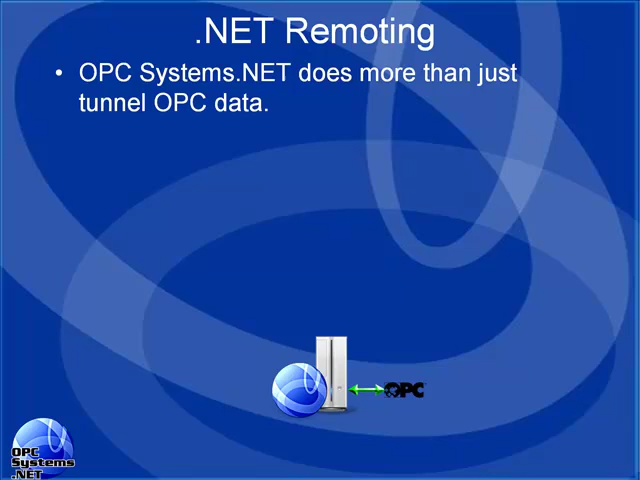 .NET Remoting
• OPC Systems.NET does more than just
tunnel OPC data.
OPC
OPC
Systems
.NET